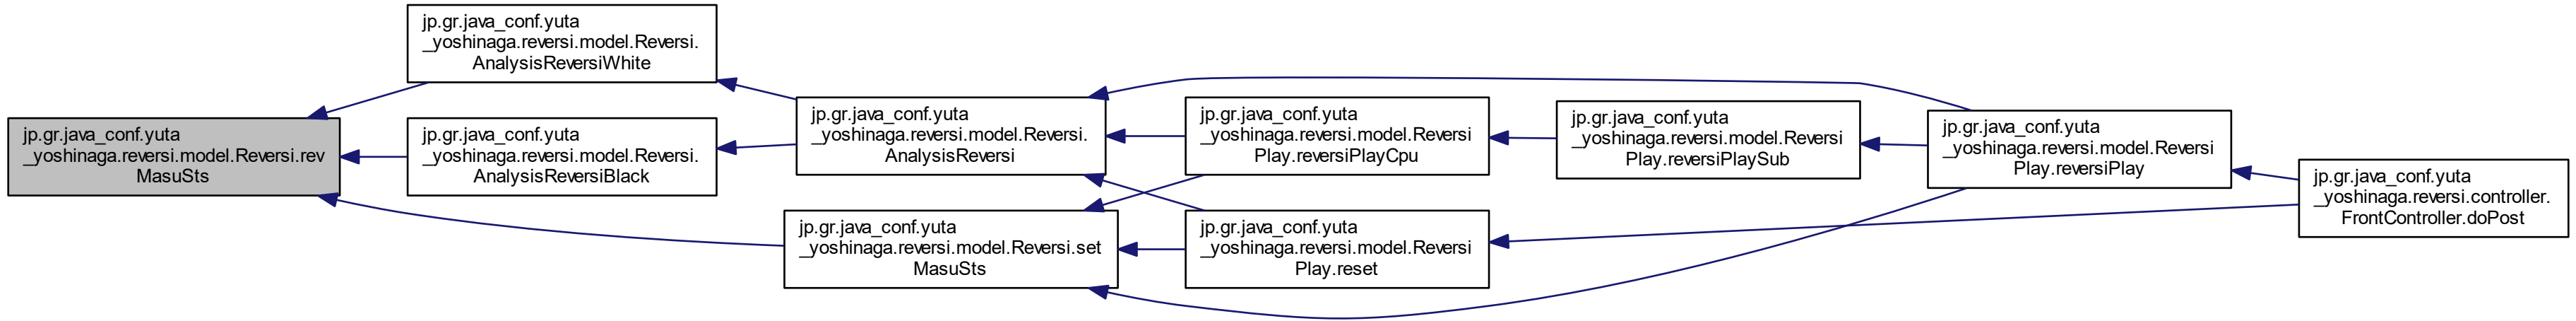 jp.gr.java_conf.yuta
_yoshinaga.reversi.model.Reversi.rev
MasuSts
jp.gr.java_conf.yuta
_yoshinaga.reversi.model.Reversi.
AnalysisReversiWhite
jp.gr.java_conf.yuta
_yoshinaga.reversi.model.Reversi.
AnalysisReversiBlack
jp.gr.java_conf.yuta
_yoshinaga.reversi.model.Reversi.
AnalysisReversi
jp.gr.java_conf.yuta
_yoshinaga.reversi.model.Reversi.set
MasuSts
jp.gr.java_conf.yuta
_yoshinaga.reversi.model.Reversi
Play.reversiPlayCpu
jp.gr.java_conf.yuta
_yoshinaga.reversi.model.Reversi
Play.reset
jp.gr.java_conf.yuta
_yoshinaga.reversi.model.Reversi
Play.reversiPlaySub
jp.gr.java_conf.yuta
_yoshinaga.reversi.model.Reversi
Play.reversiPlay
jp.gr.java_conf.yuta
_yoshinaga.reversi.controller.
FrontController.doPost